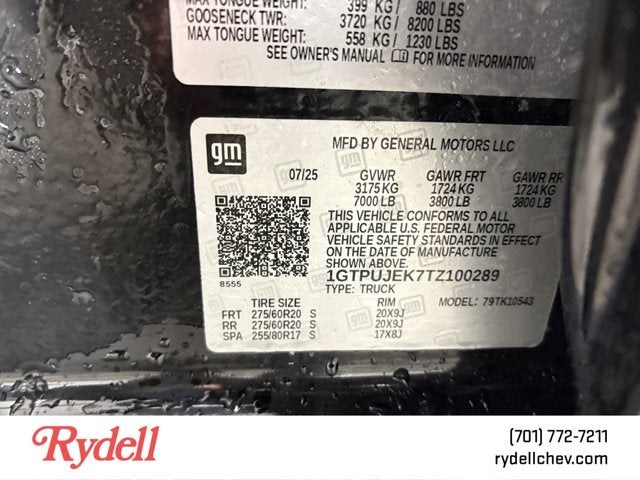 MAX TONGUE WEIGHT: 399 KG/ 880 LBS
GOOSENECK TWR: 3720 KG/ 8200 LBS
MAX TONGUE WEIGHT: 558 KG/ 1230 LBS
SEE OWNER'S MANUAL FOR MORE INFORMATION
gm
MFD BY GENERAL MOTORS LLC
07/25 GVWR GAWR FRT GAWR RR
3175 KG 1724 KG 1724 KG
7000 LB 3800 LB 3800 LB
THIS VEHICLE CONFORMS TO ALL
APPLICABLE U.S. FEDERAL MOTOR
VEHICLE SAFETY STANDARDS IN EFFECT
ON THE DATE OF MANUFACTURE
SHOWN ABOVE.
1GTPUJEK7TZ100289
8555
TYPE: TRUCK
TIRE SIZE RIM MODEL: 79TK10543
FRT 275/60R20 S 20X9J
RR 275/60R20 S 20X9J
SPA 255/80R17 S 17X8J
Rydell
(701) 772-7211
rydellchev.com